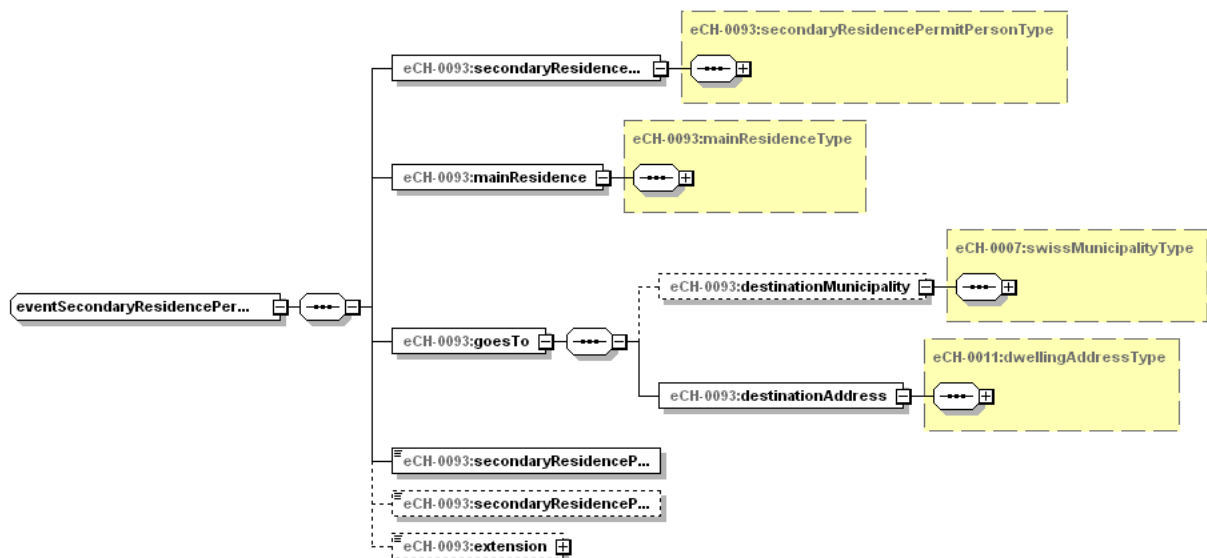 eCH-0093:secondaryResidencePermitPersonType
eCH-0093:secondaryResidence...
eCH-0093:mainResidenceType
eCH-0093:mainResidence
eCH-0007:swissMunicipalityType
eCH-0093:destinationMunicipality
eventSecondaryResidencePer...
eCH-0093:goesTo
eCH-0011:dwellingAddressType
eCH-0093:destinationAddress
eCH-0093:secondaryResidenceP...
eCH-0093:secondaryResidenceP...
eCH-0093:extension